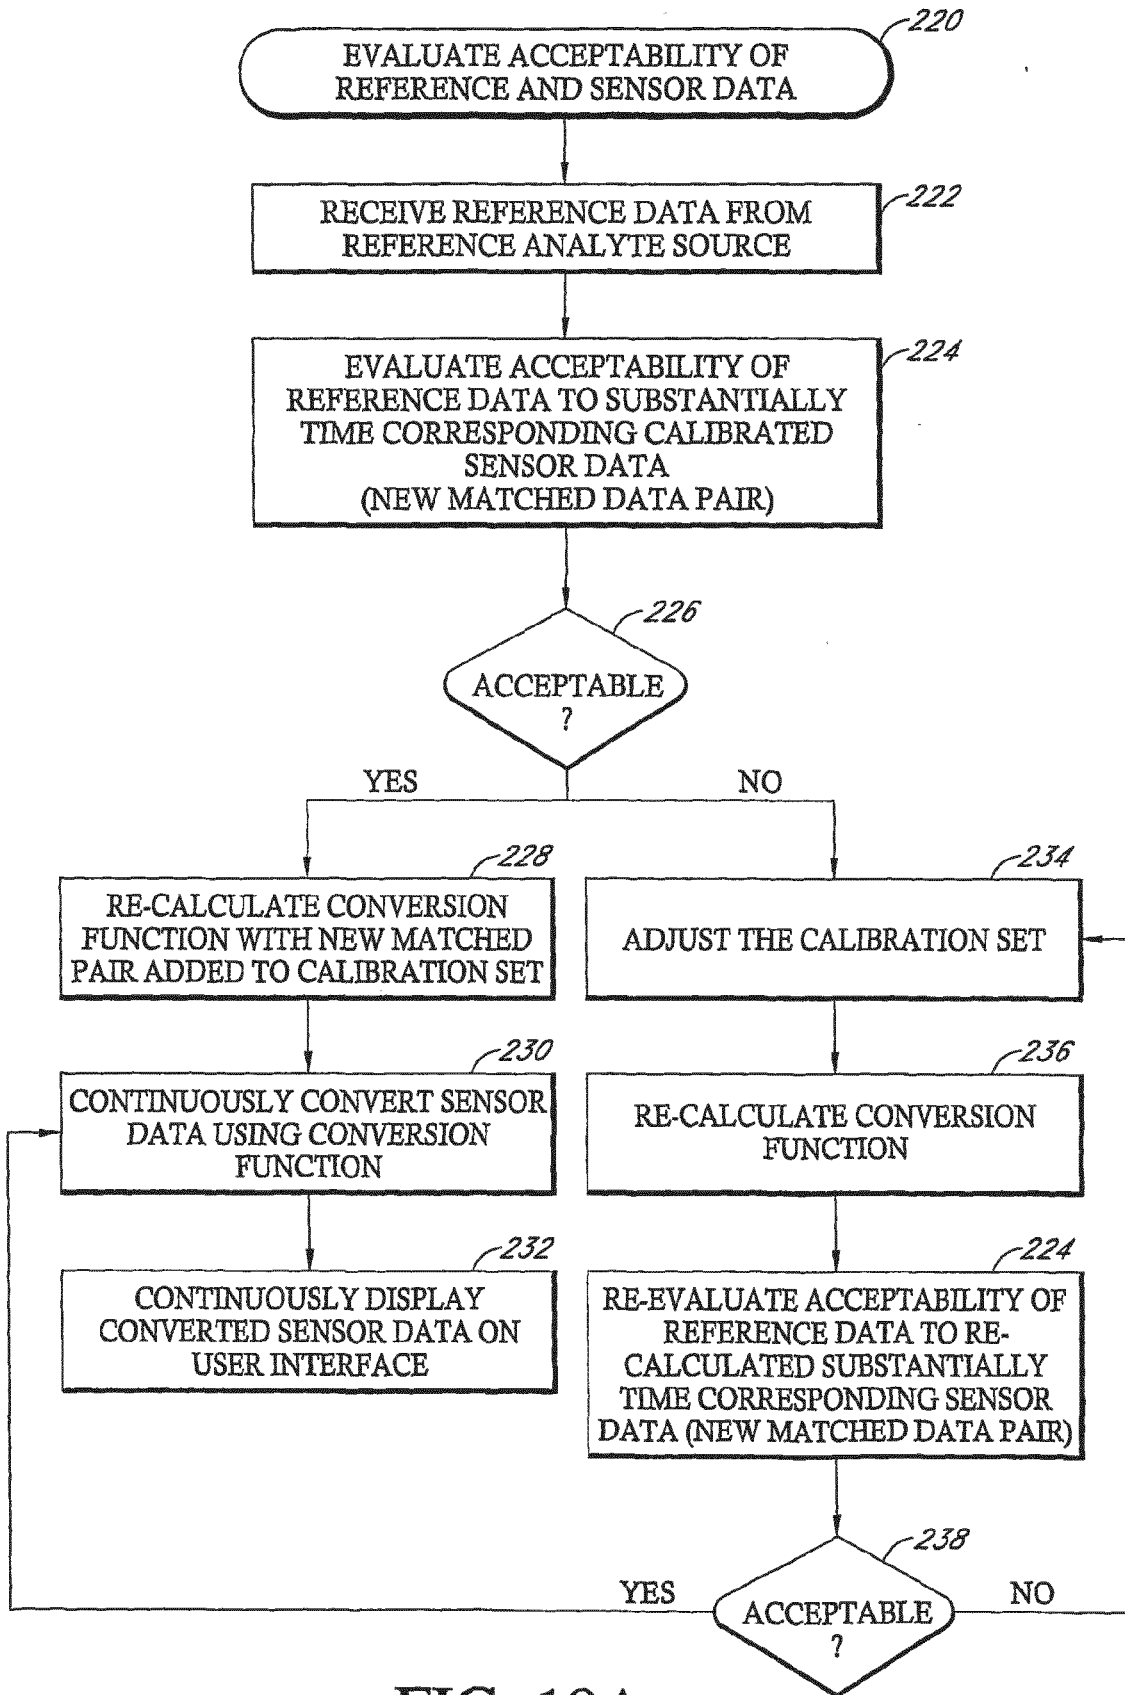 220
EVALUATE ACCEPTABILITY OF
REFERENCE AND SENSOR DATA
222
RECEIVE REFERENCE DATA FROM
REFERENCE ANALYTE SOURCE
224
EVALUATE ACCEPTABILITY OF
REFERENCE DATA TO SUBSTANTIALLY
TIME CORRESPONDING CALIBRATED
SENSOR DATA
(NEW MATCHED DATA PAIR)
226
ACCEPTABLE
?
YES
NO
228
RE-CALCULATE CONVERSION
FUNCTION WITH NEW MATCHED
PAIR ADDED TO CALIBRATION SET
234
ADJUST THE CALIBRATION SET
230
CONTINUOUSLY CONVERT SENSOR
DATA USING CONVERSION
FUNCTION
236
RE-CALCULATE CONVERSION
FUNCTION
232
CONTINUOUSLY DISPLAY
CONVERTED SENSOR DATA ON
USER INTERFACE
224
RE-EVALUATE ACCEPTABILITY OF
REFERENCE DATA TO RE-
CALCULATED SUBSTANTIALLY
TIME CORRESPONDING SENSOR
DATA (NEW MATCHED DATA PAIR)
238
YES
ACCEPTABLE
?
NO